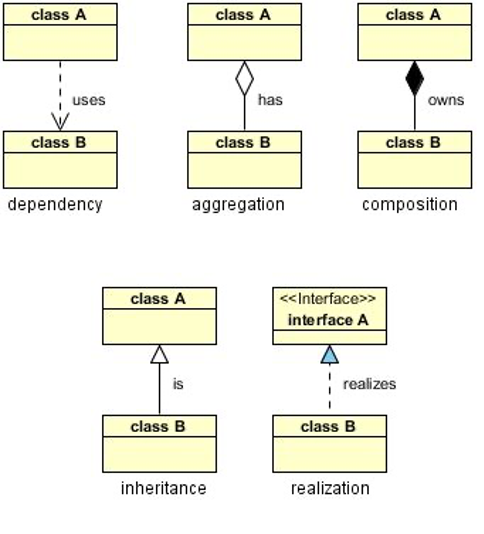 class A
class A
class A
uses
has
owns
class B
class B
class B
dependency
aggregation
composition
class A
<<Interface>>
interface A
is
realizes
class B
class B
inheritance
realization